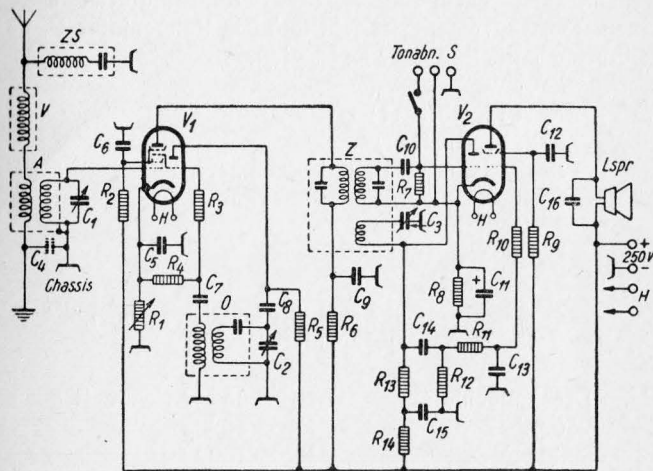 ZS
Tonabn. S
V₁
V₂
V
C₆
C₁₀
C₁₂
A
Z
Lspr
C₁
R₂
R₃
R₇
C₁₆
H
H
C₃
R₁₀
R₉
+
250V
–
C₄
C₅
C₉
R₈
+
C₁₁
H
Chassis
R₄
C₇
O
C₈
C₁₄
R₁₁
R₁
R₅
R₆
C₂
R₁₃
R₁₂
C₁₃
C₁₅
R₁₄